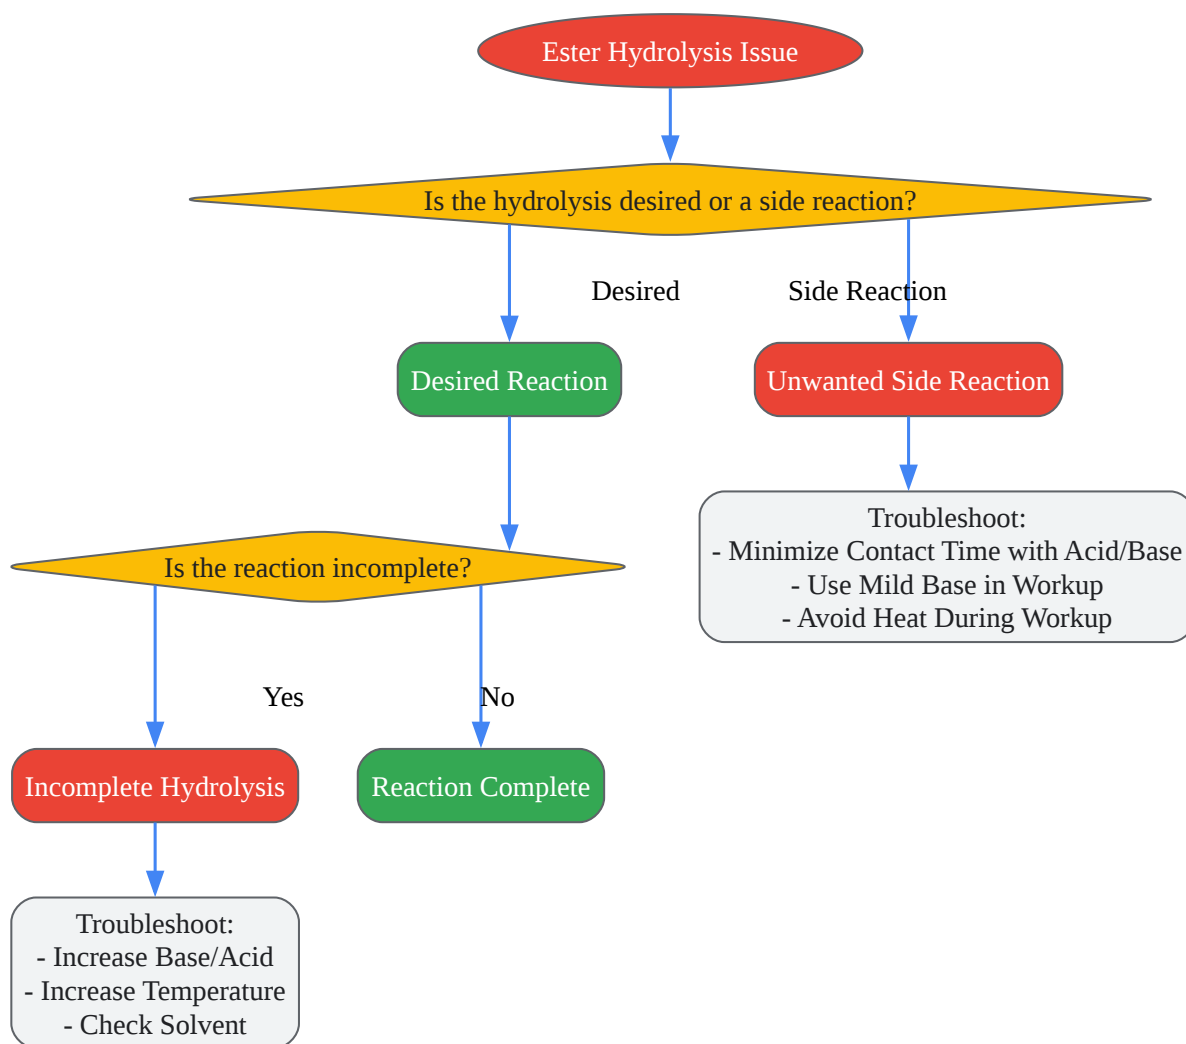 Ester Hydrolysis Issue
Is the hydrolysis desired or a side reaction?
Desired
Side Reaction
Desired Reaction
Unwanted Side Reaction
Troubleshoot:
- Minimize Contact Time with Acid/Base
- Use Mild Base in Workup
- Avoid Heat During Workup
Is the reaction incomplete?
Yes
No
Incomplete Hydrolysis
Reaction Complete
Troubleshoot:
- Increase Base/Acid
- Increase Temperature
- Check Solvent